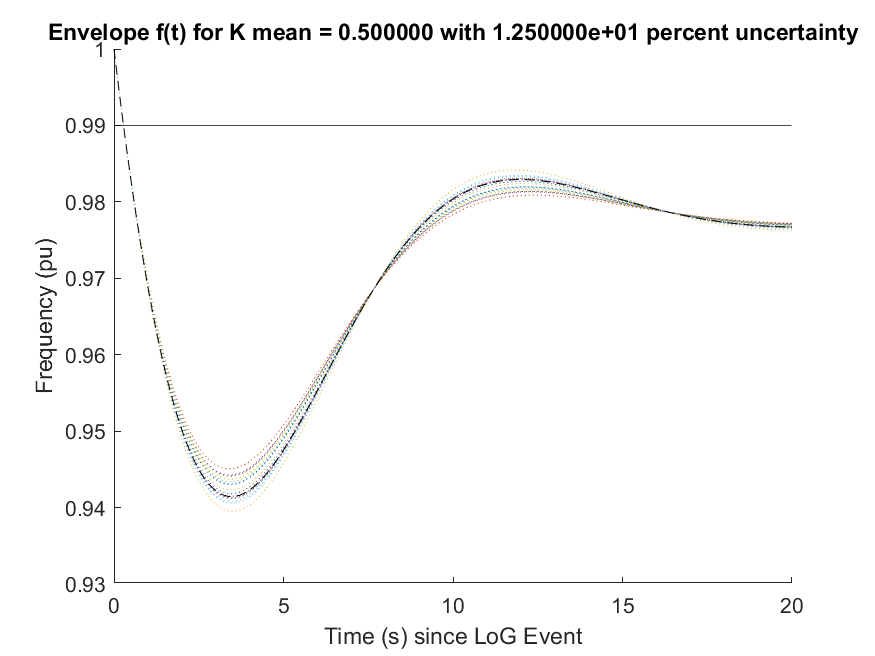 Envelope f(t) for K mean = 0.500000 with 1.250000e+01 percent uncertainty
1
0.99
0.98
0.97
0.96
0.95
0.94
0.93
Frequency (pu)
0 5 10 15 20
Time (s) since LoG Event